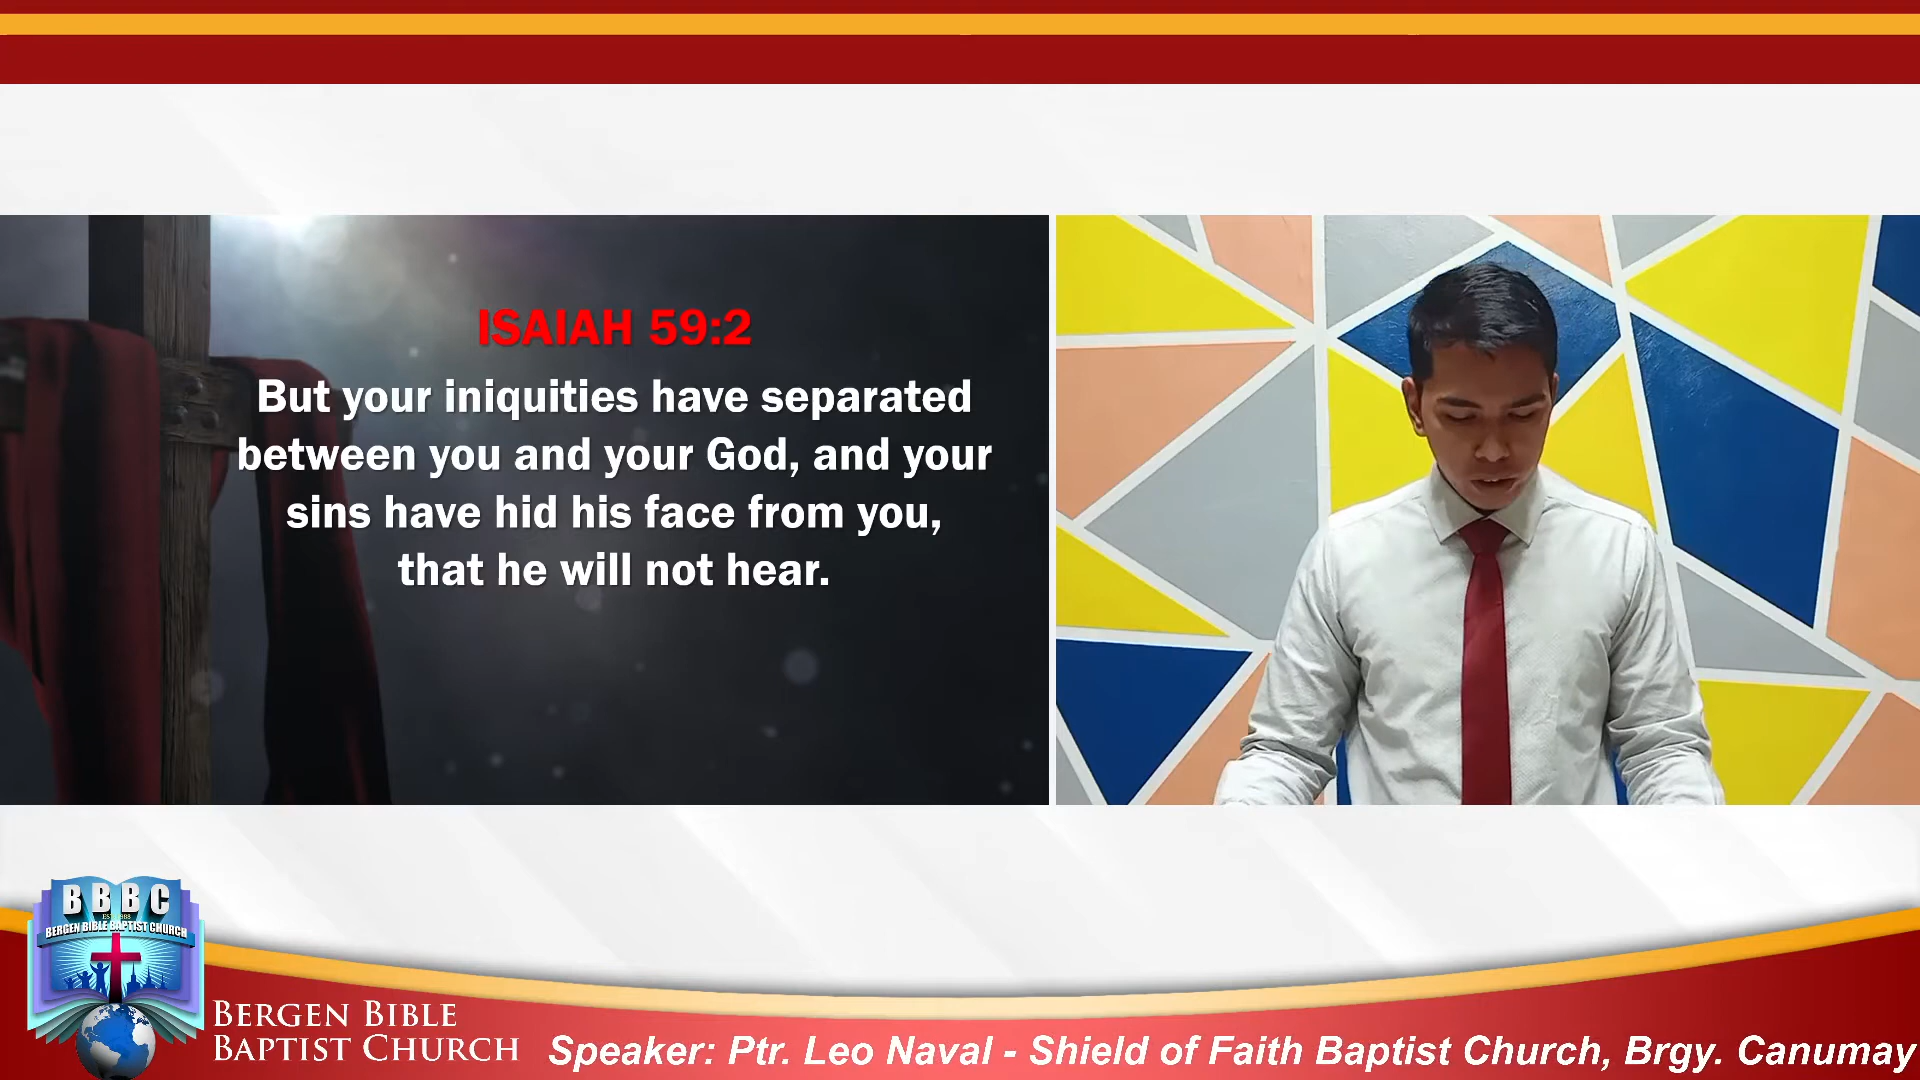 ISAIAH 59:2
But your iniquities have separated
between you and your God, and your
sins have hid his face from you,
that he will not hear.
BBBC
BERGEN BIBLE BAPTIST CHURCH
BERGEN BIBLE
BAPTIST CHURCH
Speaker: Ptr. Leo Naval - Shield of Faith Baptist Church, Brgy. Canumay